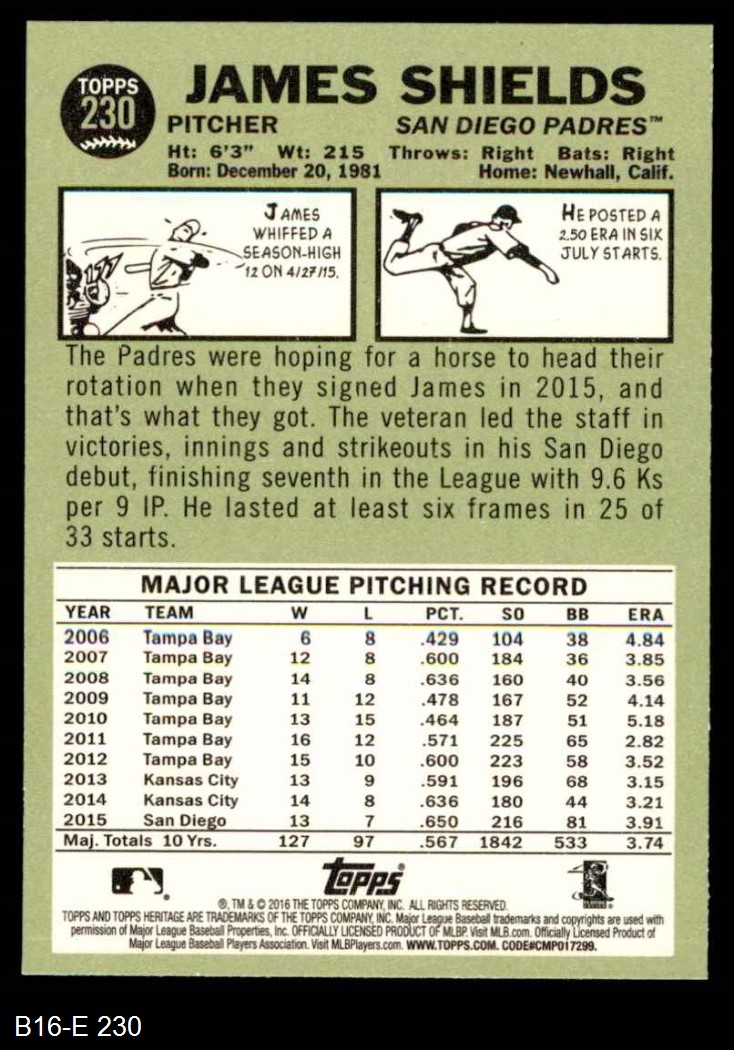 TOPPS
230
JAMES SHIELDS
PITCHER SAN DIEGO PADRES™
Ht: 6'3" Wt: 215 Throws: Right Bats: Right
Born: December 20, 1981 Home: Newhall, Calif.
JAMES
WHIFFED A
SEASON-HIGH
12 ON 4/27/15.
HE POSTED A
2.50 ERA IN SIX
JULY STARTS.
The Padres were hoping for a horse to head their
rotation when they signed James in 2015, and
that's what they got. The veteran led the staff in
victories, innings and strikeouts in his San Diego
debut, finishing seventh in the League with 9.6 Ks
per 9 IP. He lasted at least six frames in 25 of
33 starts.
MAJOR LEAGUE PITCHING RECORD
YEAR TEAM W L PCT. SO BB ERA
2006 Tampa Bay 6 8 .429 104 38 4.84
2007 Tampa Bay 12 8 .600 184 36 3.85
2008 Tampa Bay 14 8 .636 160 40 3.56
2009 Tampa Bay 11 12 .478 167 52 4.14
2010 Tampa Bay 13 15 .464 187 51 5.18
2011 Tampa Bay 16 12 .571 225 65 2.82
2012 Tampa Bay 15 10 .600 223 58 3.52
2013 Kansas City 13 9 .591 196 68 3.15
2014 Kansas City 14 8 .636 180 44 3.21
2015 San Diego 13 7 .650 216 81 3.91
Maj. Totals 10 Yrs. 127 97 .567 1842 533 3.74
Topps®
®, TM & © 2016 THE TOPPS COMPANY, INC. ALL RIGHTS RESERVED.
TOPPS AND TOPPS HERITAGE ARE TRADEMARKS OF THE TOPPS COMPANY, INC. Major League Baseball trademarks and copyrights are used with
permission of Major League Baseball Properties, Inc. OFFICIALLY LICENSED PRODUCT OF MLBP. Visit MLB.com. Officially Licensed Product of
Major League Baseball Players Association. Visit MLBPlayers.com. WWW.TOPPS.COM. CODE#CMP017299.
B16-E 230